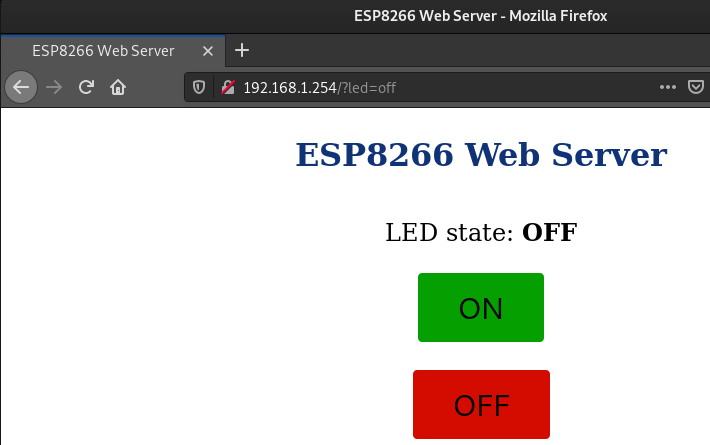 ESP8266 Web Server - Mozilla Firefox
ESP8266 Web Server
192.168.1.254/?led=off
ESP8266 Web Server
LED state: OFF
ON
OFF